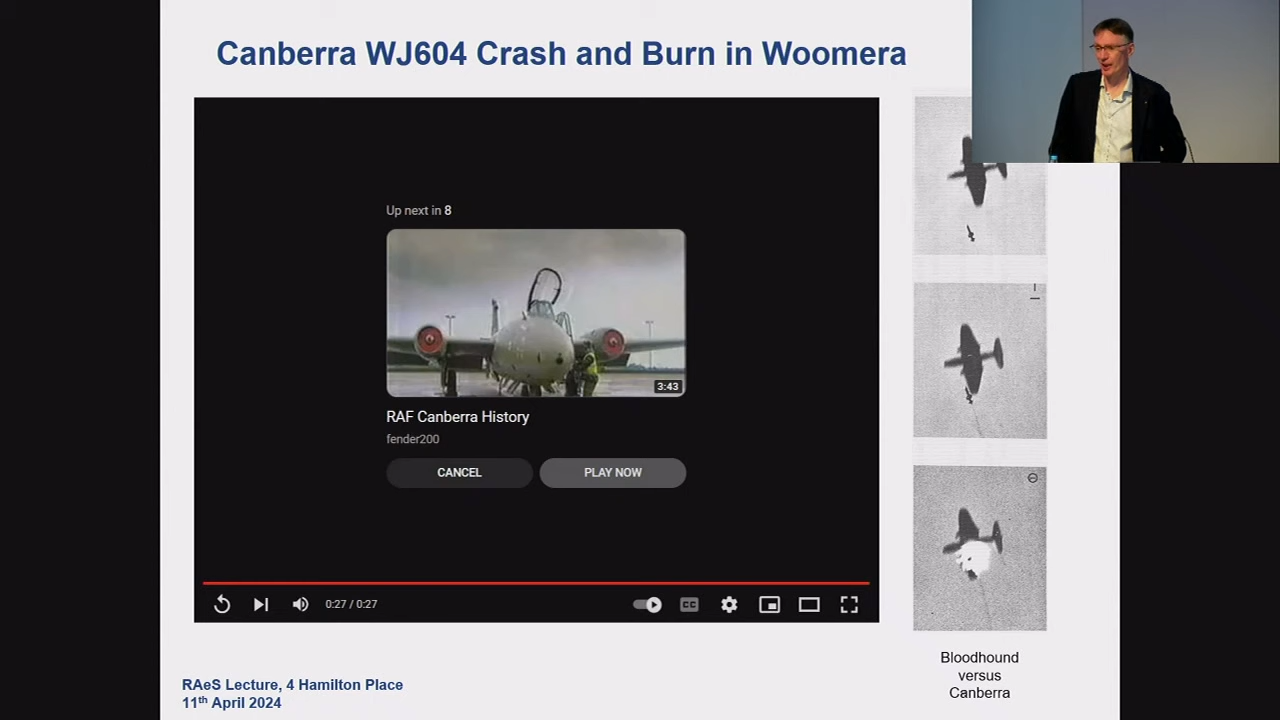 Canberra WJ604 Crash and Burn in Woomera
Up next in 8
3:43
RAF Canberra History
fender200
CANCEL
PLAY NOW
0:27 / 0:27
CC
Bloodhound
versus
Canberra
RAeS Lecture, 4 Hamilton Place
11th April 2024